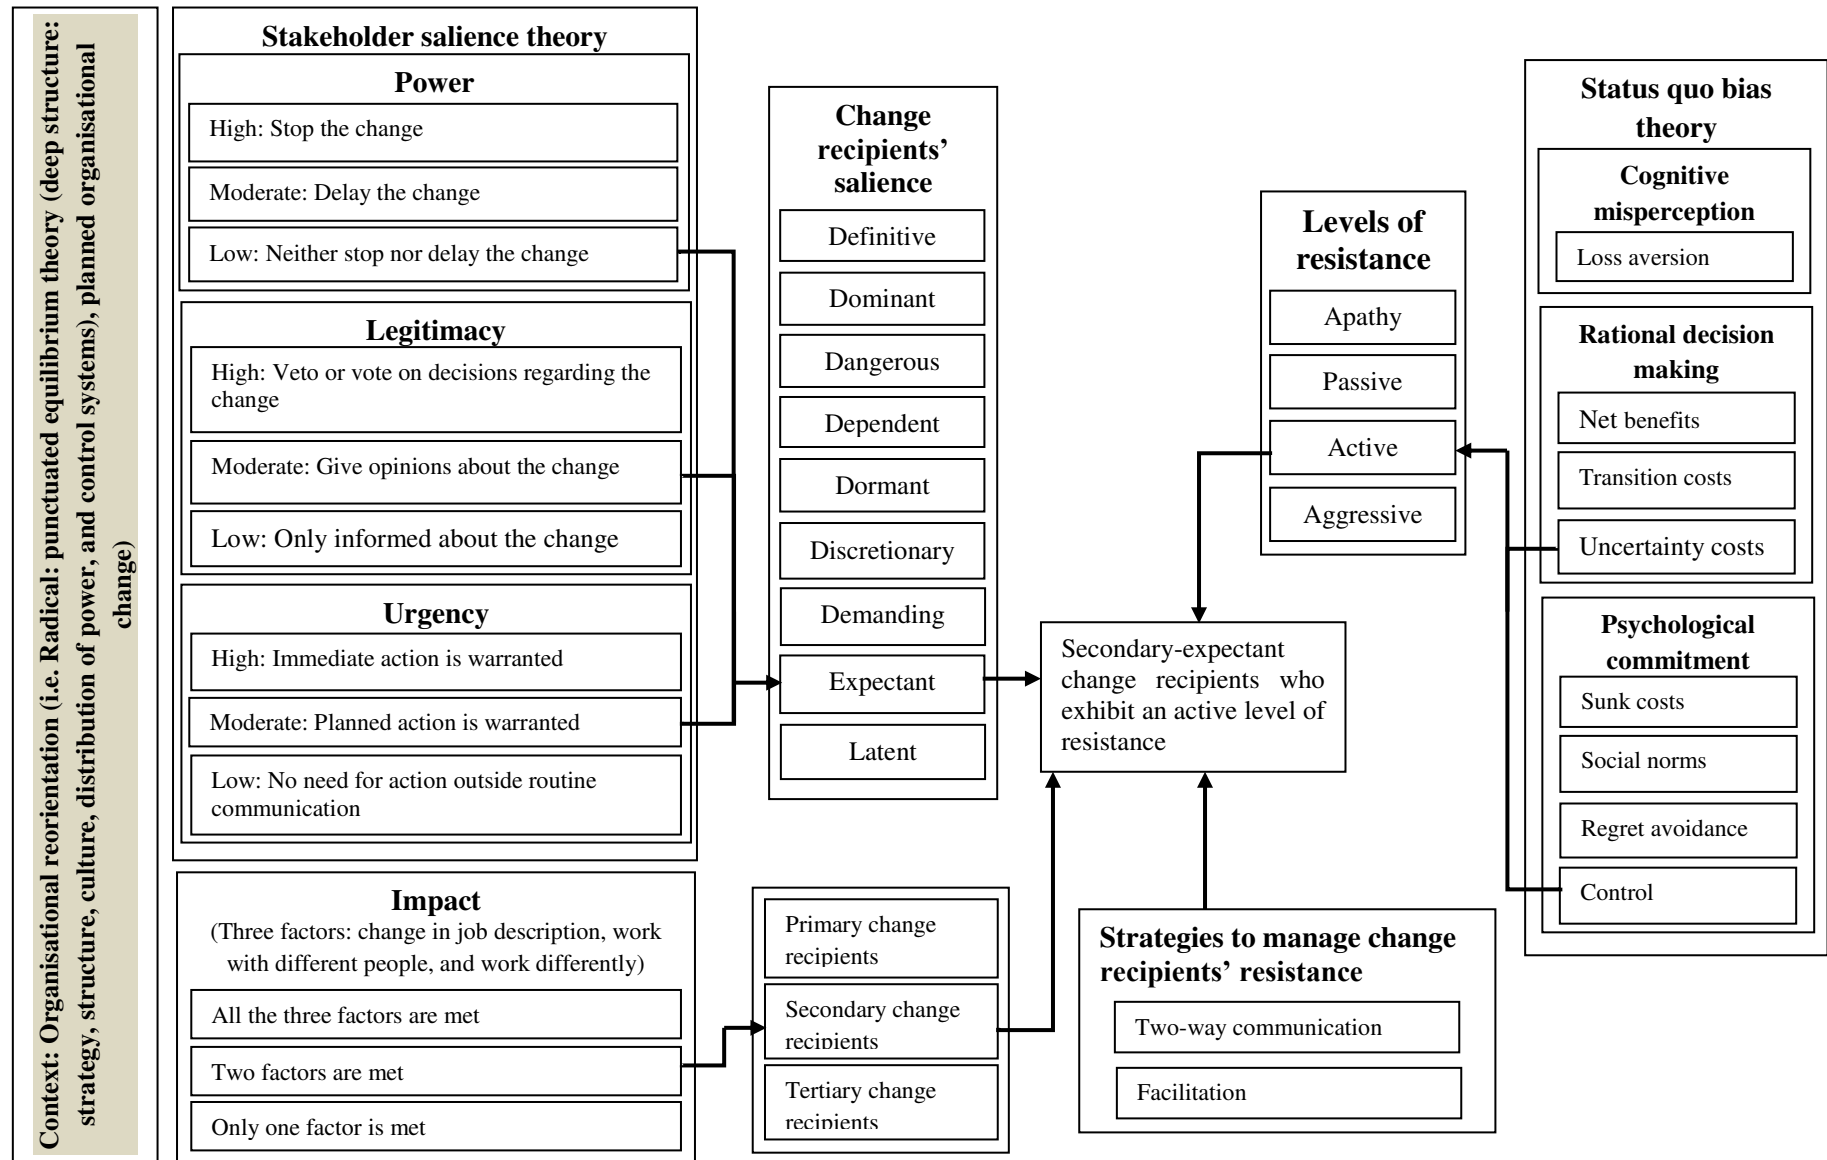 Context: Organisational reorientation (i.e. Radical: punctuated equilibrium theory (deep structure:
strategy, structure, culture, distribution of power, and control systems), planned organisational
change)
Stakeholder salience theory
Power
High: Stop the change
Moderate: Delay the change
Low: Neither stop nor delay the change
Legitimacy
High: Veto or vote on decisions regarding the
change
Moderate: Give opinions about the change
Low: Only informed about the change
Urgency
High: Immediate action is warranted
Moderate: Planned action is warranted
Low: No need for action outside routine
communication
Impact
(Three factors: change in job description, work
with different people, and work differently)
All the three factors are met
Two factors are met
Only one factor is met
Change
recipients’
salience
Definitive
Dominant
Dangerous
Dependent
Dormant
Discretionary
Demanding
Expectant
Latent
Primary change
recipients
Secondary change
recipients
Tertiary change
recipients
Secondary-expectant
change recipients who
exhibit an active level of
resistance
Levels of
resistance
Apathy
Passive
Active
Aggressive
Strategies to manage change
recipients’ resistance
Two-way communication
Facilitation
Status quo bias
theory
Cognitive
misperception
Loss aversion
Rational decision
making
Net benefits
Transition costs
Uncertainty costs
Psychological
commitment
Sunk costs
Social norms
Regret avoidance
Control